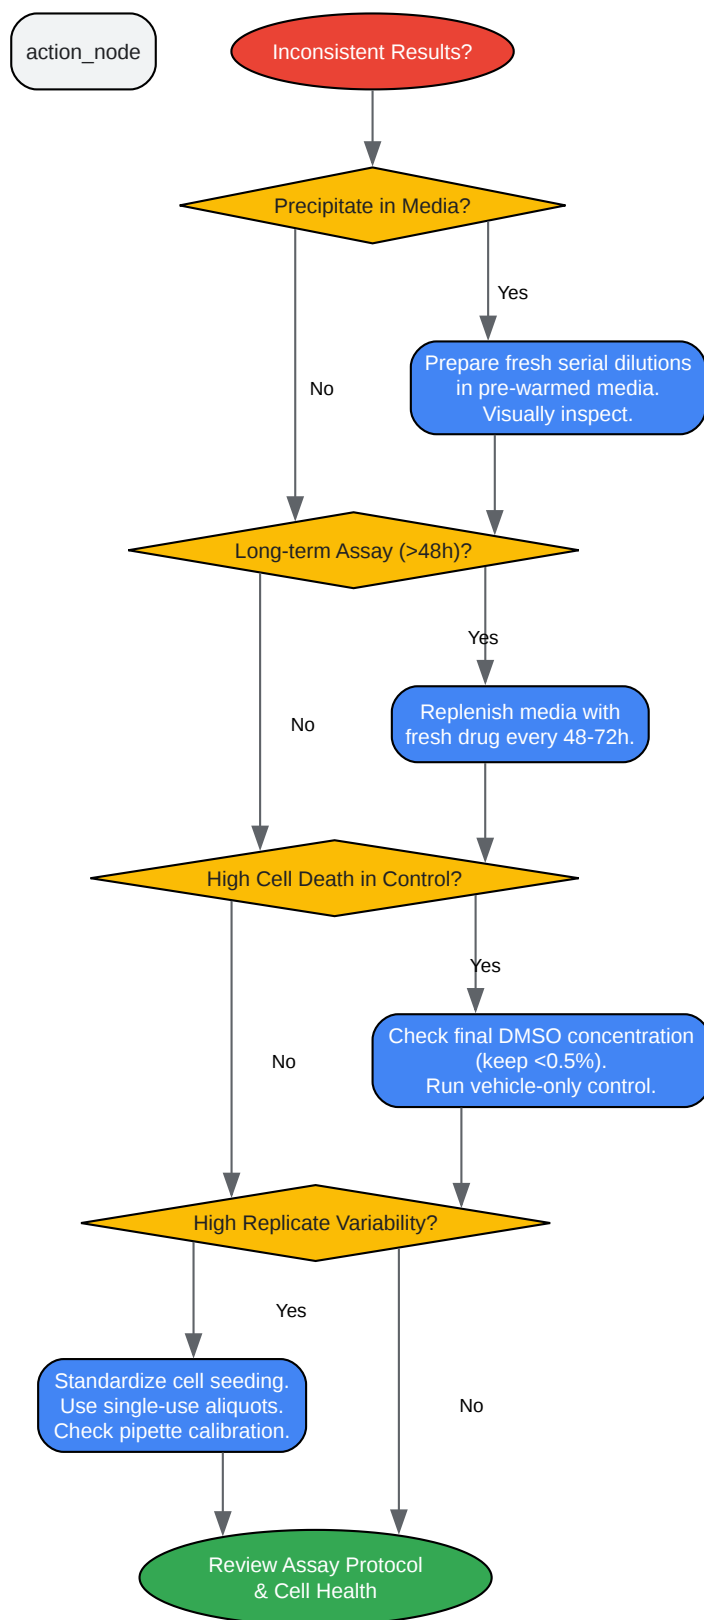 action_node
Inconsistent Results?
Precipitate in Media?
Yes
Prepare fresh serial dilutions
in pre-warmed media.
Visually inspect.
No
Long-term Assay (>48h)?
Yes
Replenish media with
fresh drug every 48-72h.
No
High Cell Death in Control?
Yes
Check final DMSO concentration
(keep <0.5%).
Run vehicle-only control.
No
High Replicate Variability?
Yes
Standardize cell seeding.
Use single-use aliquots.
Check pipette calibration.
No
Review Assay Protocol
& Cell Health